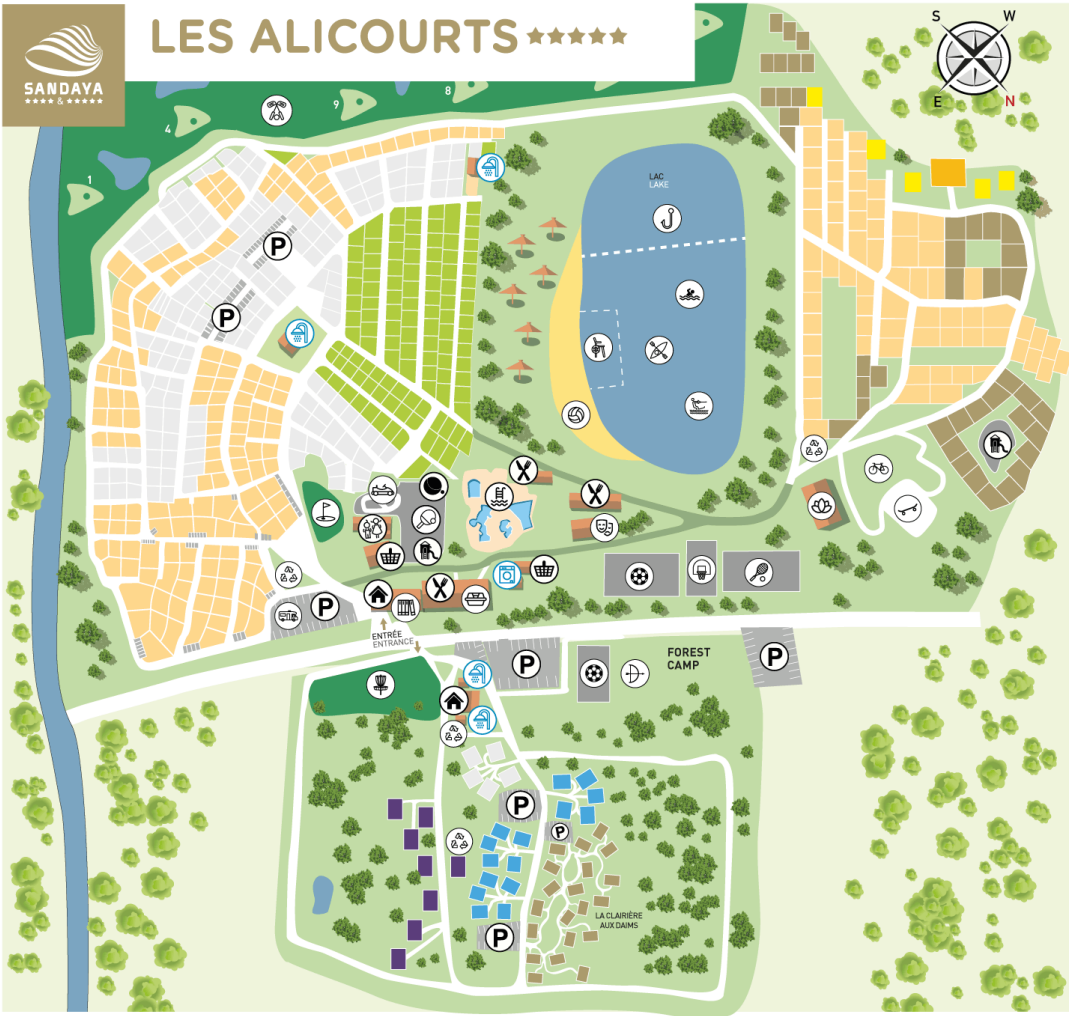 LES ALICOURTS
SANDAYA
&
S
W
E
N
4
9
8
1
LAC
LAKE
P
P
P
ENTRÉE
ENTRANCE
P
P
FOREST
CAMP
P
P
P
LA CLAIRIÈRE
AUX DAIMS